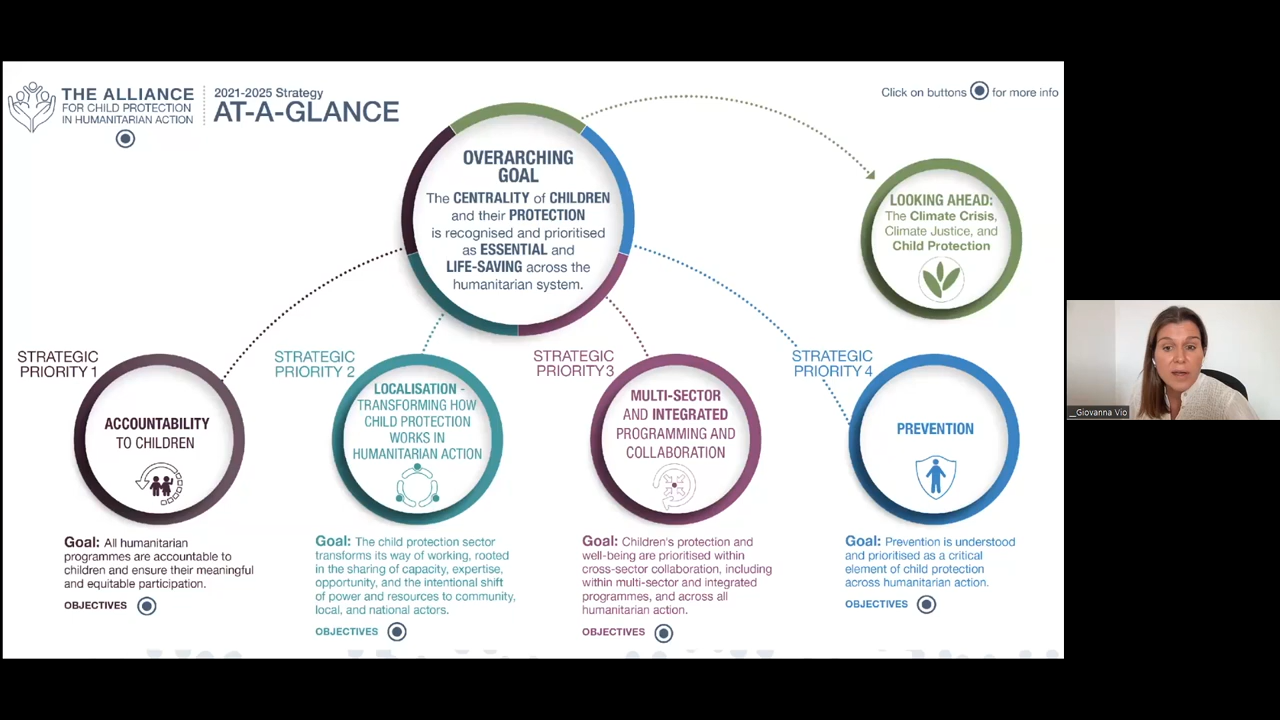 THE ALLIANCE
FOR CHILD PROTECTION
IN HUMANITARIAN ACTION
2021-2025 Strategy
AT-A-GLANCE
Click on buttons for more info
OVERARCHING
GOAL
The CENTRALITY of CHILDREN
and their PROTECTION
is recognised and prioritised
as ESSENTIAL and
LIFE-SAVING across the
humanitarian system.
LOOKING AHEAD:
The Climate Crisis,
Climate Justice, and
Child Protection
STRATEGIC
PRIORITY 1
ACCOUNTABILITY
TO CHILDREN
Goal: All humanitarian
programmes are accountable to
children and ensure their meaningful
and equitable participation.
OBJECTIVES
STRATEGIC
PRIORITY 2
LOCALISATION -
TRANSFORMING HOW
CHILD PROTECTION
WORKS IN
HUMANITARIAN ACTION
Goal: The child protection sector
transforms its way of working, rooted
in the sharing of capacity, expertise,
opportunity, and the intentional shift
of power and resources to community,
local, and national actors.
OBJECTIVES
STRATEGIC
PRIORITY 3
MULTI-SECTOR
AND INTEGRATED
PROGRAMMING AND
COLLABORATION
Goal: Children's protection and
well-being are prioritised within
cross-sector collaboration, including
within multi-sector and integrated
programmes, and across all
humanitarian action.
OBJECTIVES
STRATEGIC
PRIORITY 4
PREVENTION
Goal: Prevention is understood
and prioritised as a critical
element of child protection
across humanitarian action.
OBJECTIVES
__Giovanna Vio